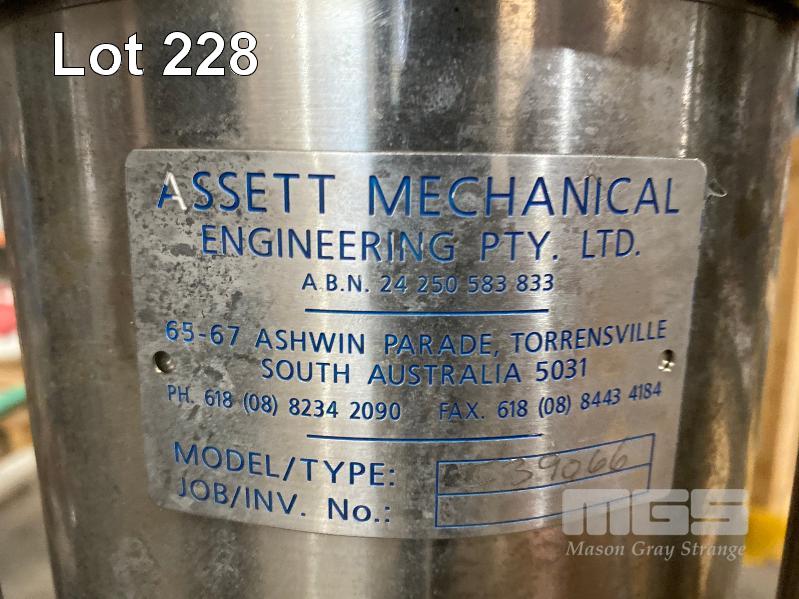 Lot 228
ASSETT MECHANICAL
ENGINEERING PTY. LTD.
A.B.N. 24 250 583 833
65-67 ASHWIN PARADE, TORRENSVILLE
SOUTH AUSTRALIA 5031
PH. 618 (08) 8234 2090 FAX. 618 (08) 8443 4184
MODEL/TYPE:
JOB/INV. No.:
MGS
Mason Gray Strange